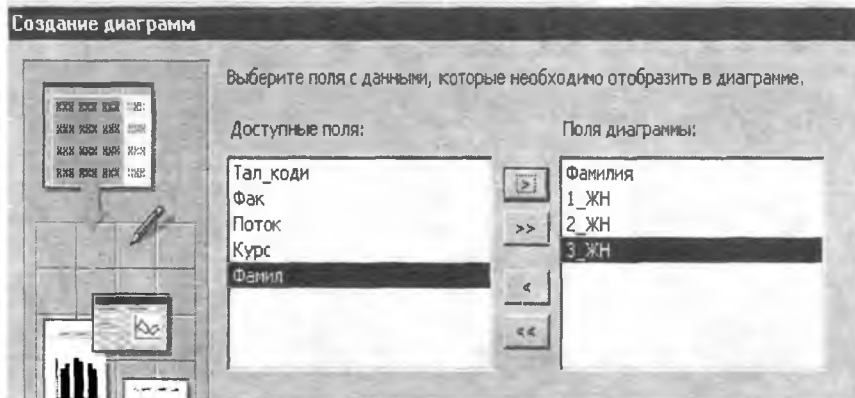 Создание диаграмм
Выберите поля с данными, которые необходимо отобразить в диаграмме.
Доступные поля:
Поля диаграммы:
Тал_коди
Фак
Поток
Курс
Фамил
>
>>
<
<<
Фамилия
1_ЖН
2_ЖН
3_ЖН